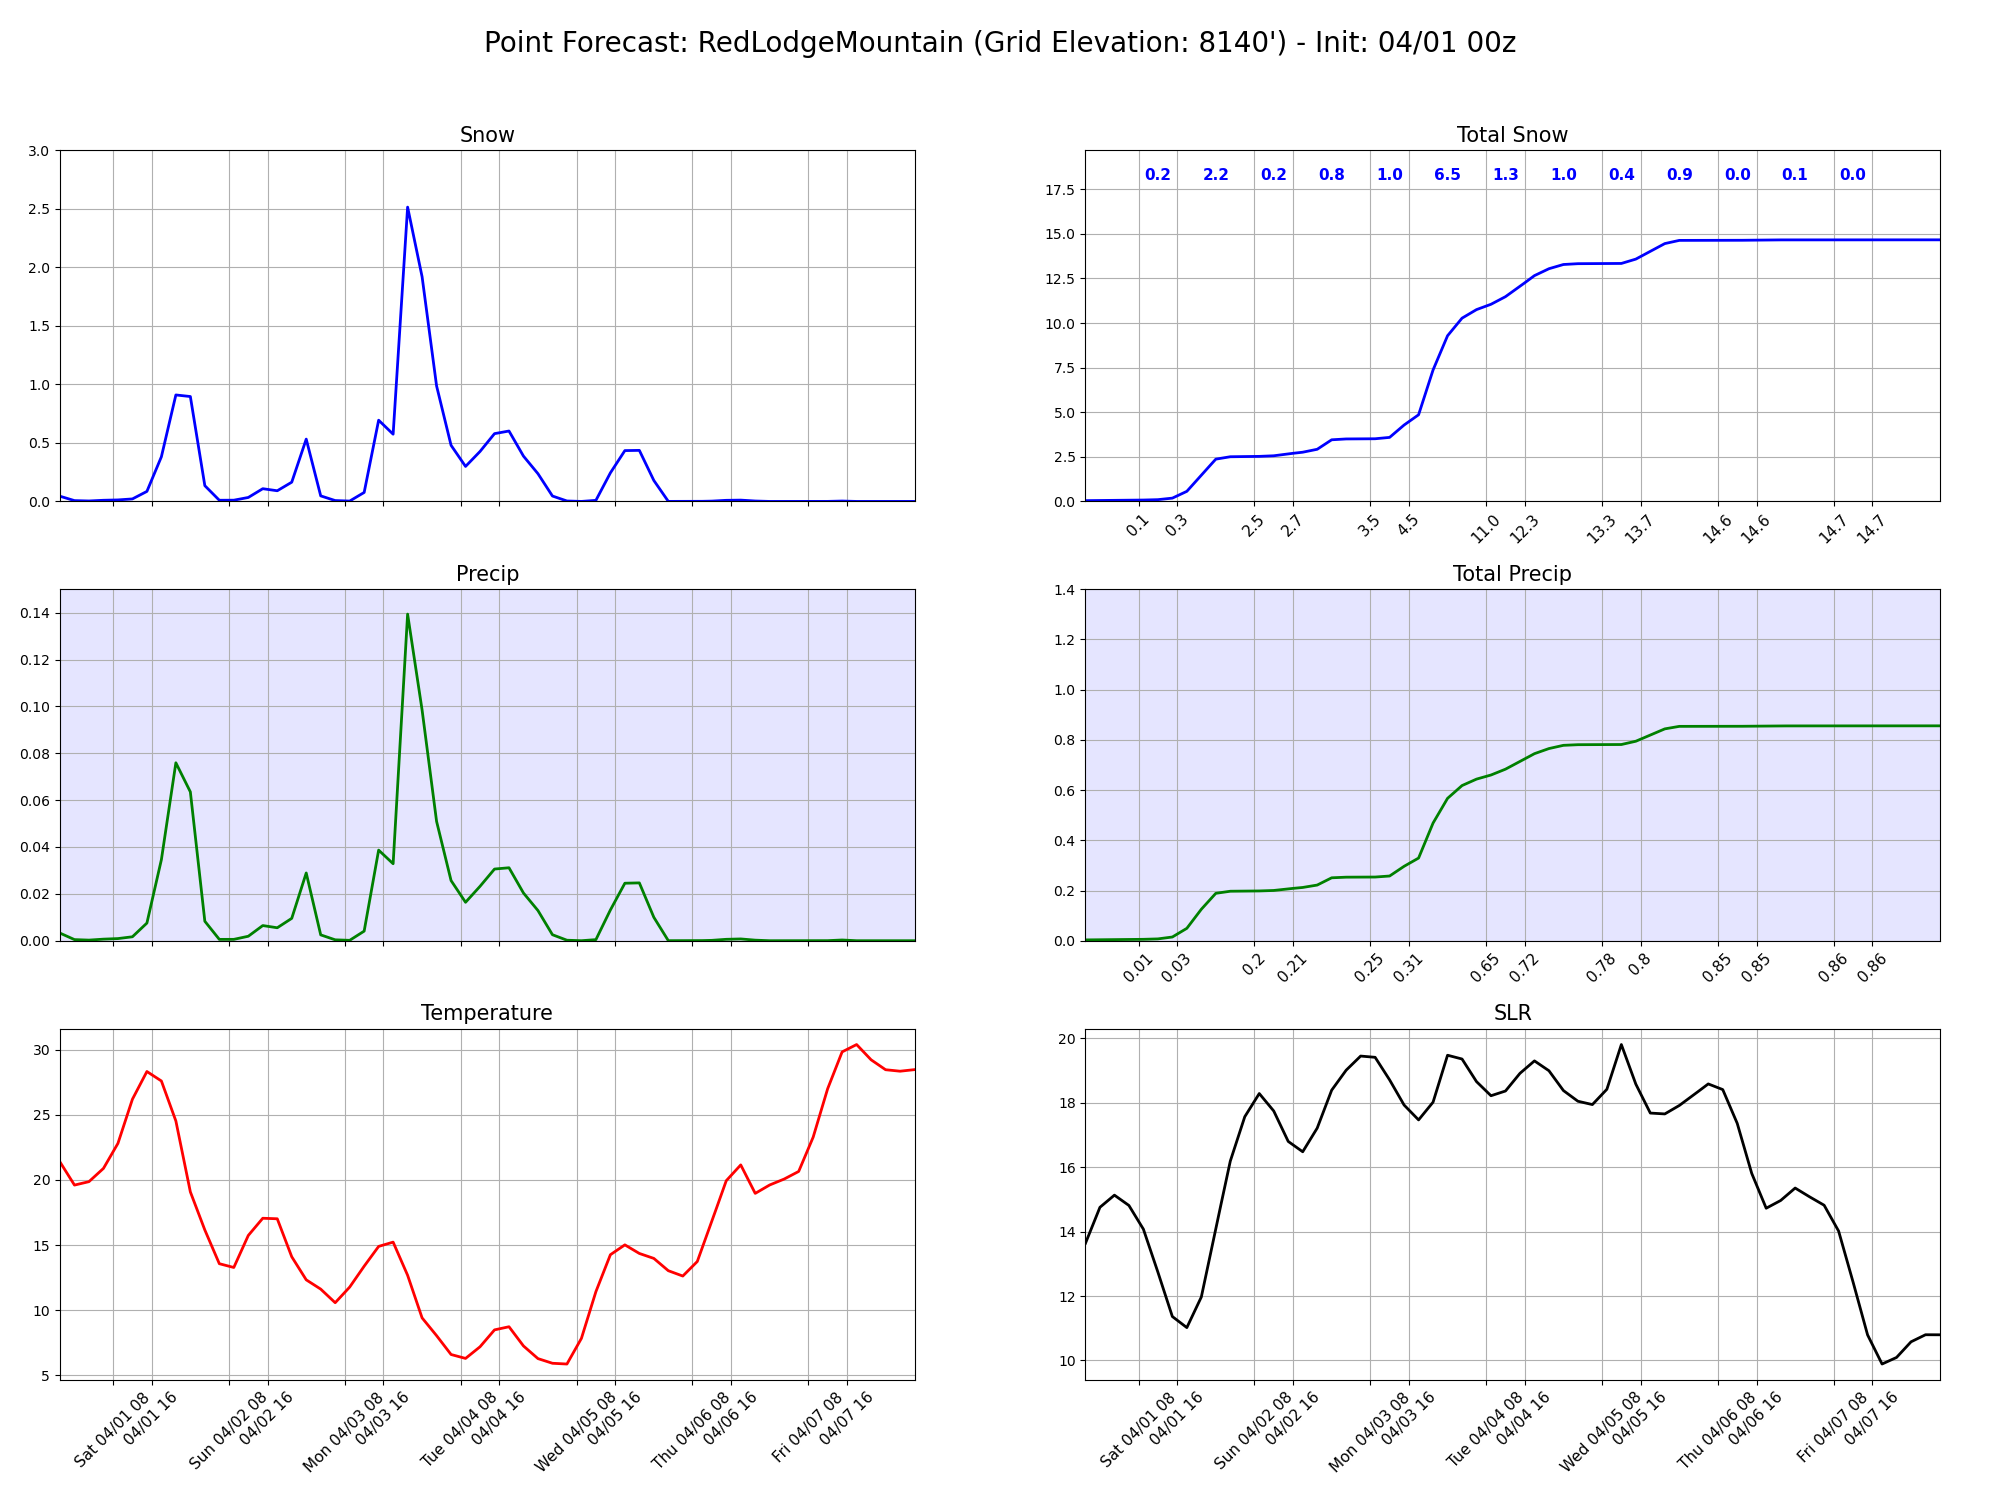 Point Forecast: RedLodgeMountain (Grid Elevation: 8140') - Init: 04/01 00z
Snow
3.0
2.5
2.0
1.5
1.0
0.5
0.0
Total Snow
0.2 2.2 0.2 0.8 1.0 6.5 1.3 1.0 0.4 0.9 0.0 0.1 0.0
17.5
15.0
12.5
10.0
7.5
5.0
2.5
0.0
0.1 0.3 2.5 2.7 3.5 4.5 11.0 12.3 13.3 13.7 14.6 14.6 14.7 14.7
Precip
0.14
0.12
0.10
0.08
0.06
0.04
0.02
0.00
Total Precip
1.4
1.2
1.0
0.8
0.6
0.4
0.2
0.0
0.01 0.03 0.2 0.21 0.25 0.31 0.65 0.72 0.78 0.8 0.85 0.85 0.86 0.86
Temperature
30
25
20
15
10
5
Sat 04/01 08
04/01 16
Sun 04/02 08
04/02 16
Mon 04/03 08
04/03 16
Tue 04/04 08
04/04 16
Wed 04/05 08
04/05 16
Thu 04/06 08
04/06 16
Fri 04/07 08
04/07 16
SLR
20
18
16
14
12
10
Sat 04/01 08
04/01 16
Sun 04/02 08
04/02 16
Mon 04/03 08
04/03 16
Tue 04/04 08
04/04 16
Wed 04/05 08
04/05 16
Thu 04/06 08
04/06 16
Fri 04/07 08
04/07 16